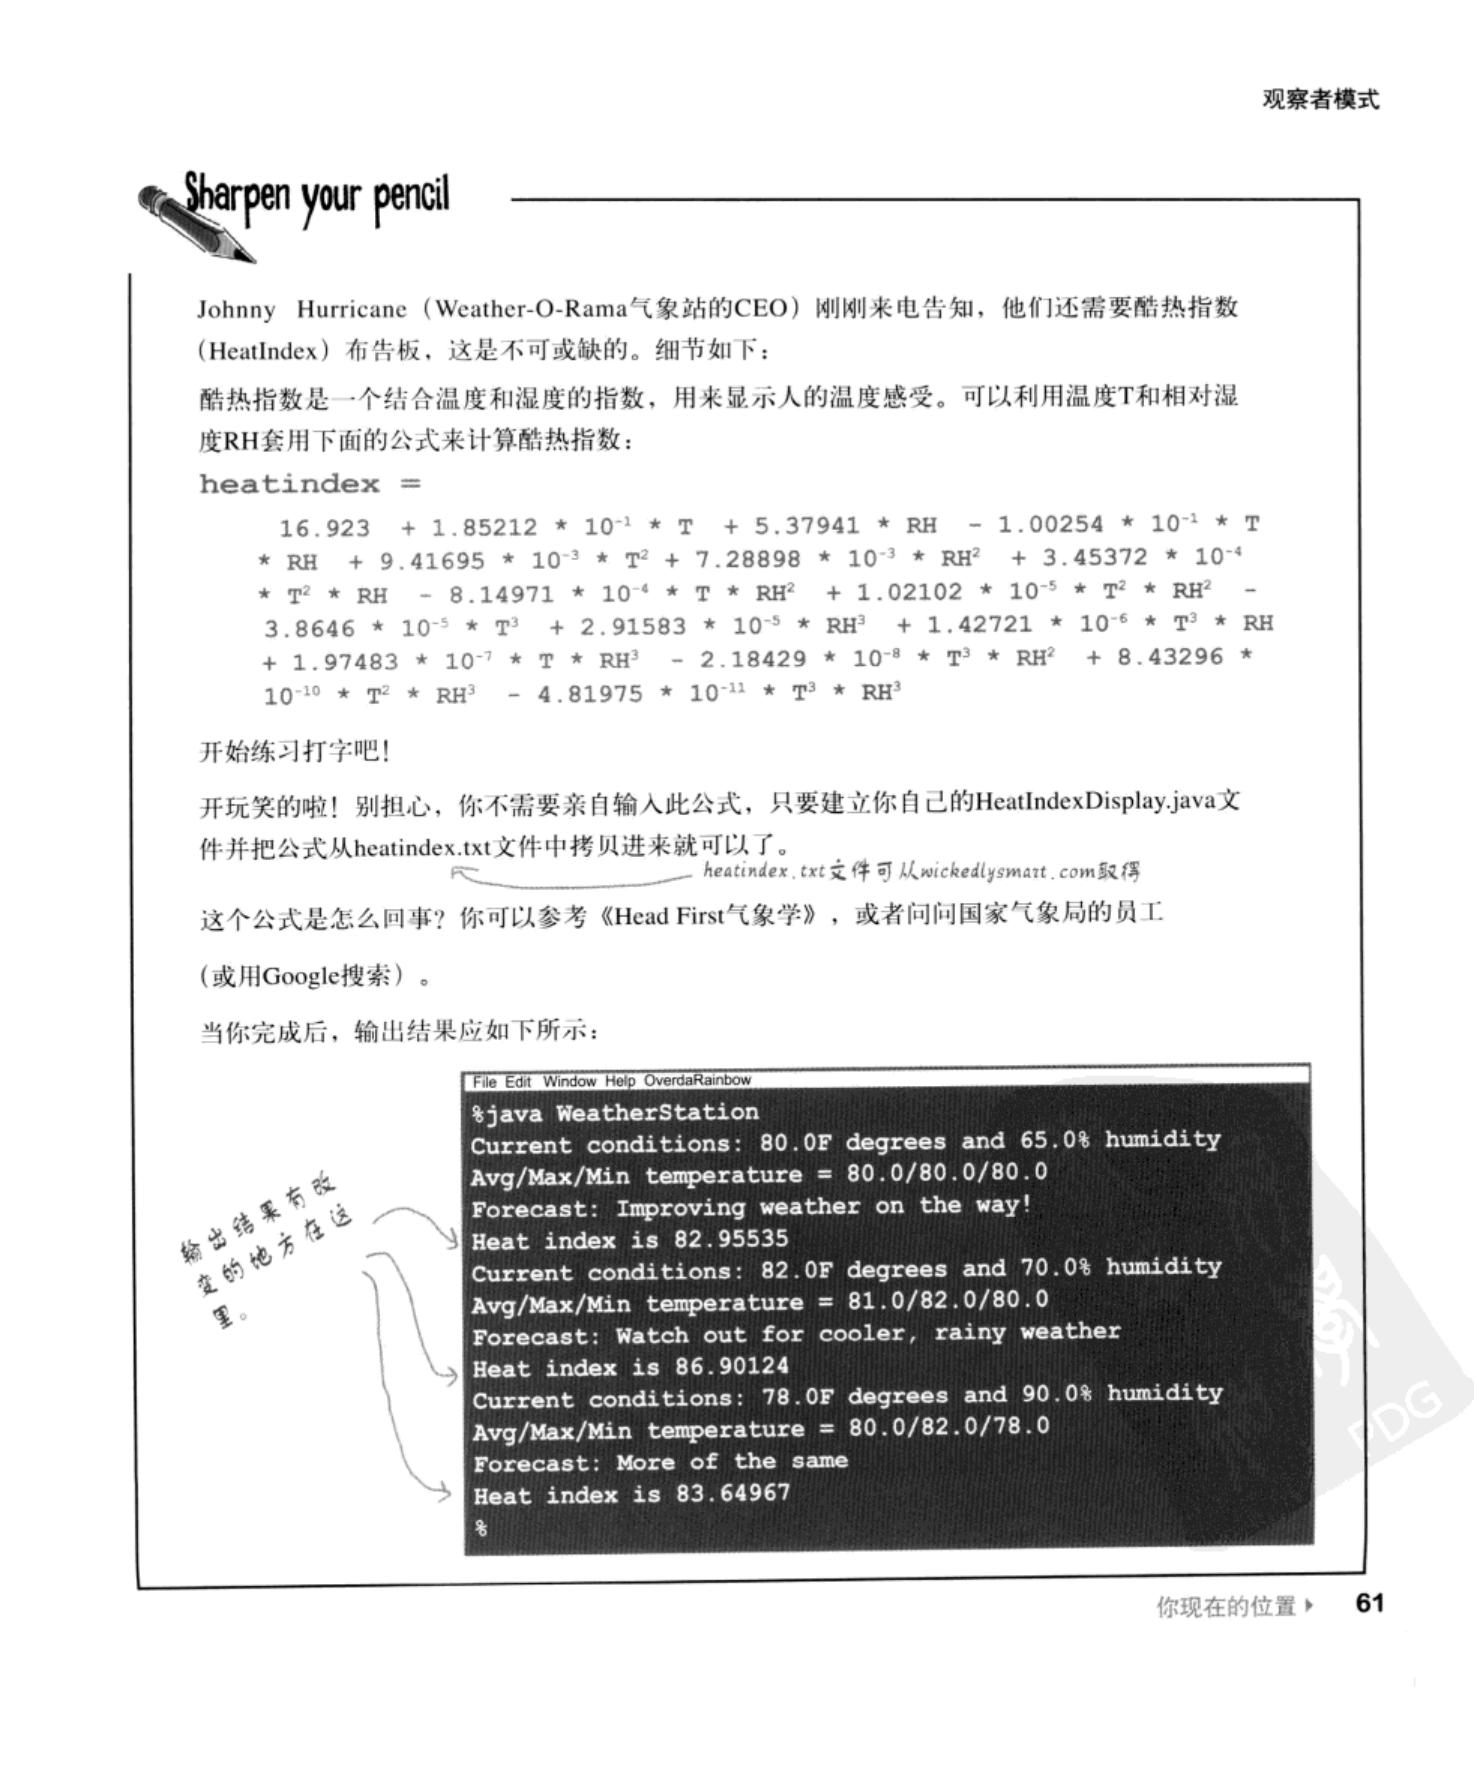 观察者模式
Sharpen your pencil
Johnny Hurricane（Weather-O-Rama气象站的CEO）刚刚来电告知，他们还需要酷热指数
（HeatIndex）布告板，这是不可或缺的。细节如下：
酷热指数是一个结合温度和湿度的指数，用来显示人的温度感受。可以利用温度T和相对湿
度RH套用下面的公式来计算酷热指数：
heatindex =
16.923 + 1.85212 * 10⁻¹ * T + 5.37941 * RH - 1.00254 * 10⁻¹ * T
* RH + 9.41695 * 10⁻³ * T² + 7.28898 * 10⁻³ * RH² + 3.45372 * 10⁻⁴
* T² * RH - 8.14971 * 10⁻⁴ * T * RH² + 1.02102 * 10⁻⁵ * T² * RH² -
3.8646 * 10⁻⁵ * T³ + 2.91583 * 10⁻⁵ * RH³ + 1.42721 * 10⁻⁶ * T³ * RH
+ 1.97483 * 10⁻⁷ * T * RH³ - 2.18429 * 10⁻⁸ * T³ * RH² + 8.43296 *
10⁻¹⁰ * T² * RH³ - 4.81975 * 10⁻¹¹ * T³ * RH³
开始练习打字吧！
开玩笑的啦！别担心，你不需要亲自输入此公式，只要建立你自己的HeatIndexDisplay.java文
件并把公式从heatindex.txt文件中拷贝进来就可以了。
heatindex.txt文件可从wickedlysmart.com取得
这个公式是怎么回事？你可以参考《Head First气象学》，或者问问国家气象局的员工
（或用Google搜索）。
当你完成后，输出结果应如下所示：
File Edit Window Help OverdaRainbow
%java WeatherStation
Current conditions: 80.0F degrees and 65.0% humidity
Avg/Max/Min temperature = 80.0/80.0/80.0
Forecast: Improving weather on the way!
Heat index is 82.95535
Current conditions: 82.0F degrees and 70.0% humidity
Avg/Max/Min temperature = 81.0/82.0/80.0
Forecast: Watch out for cooler, rainy weather
Heat index is 86.90124
Current conditions: 78.0F degrees and 90.0% humidity
Avg/Max/Min temperature = 80.0/82.0/78.0
Forecast: More of the same
Heat index is 83.64967
%
输出结果有改
变的地方在这
里。
PDG
你现在的位置 ▸ 61